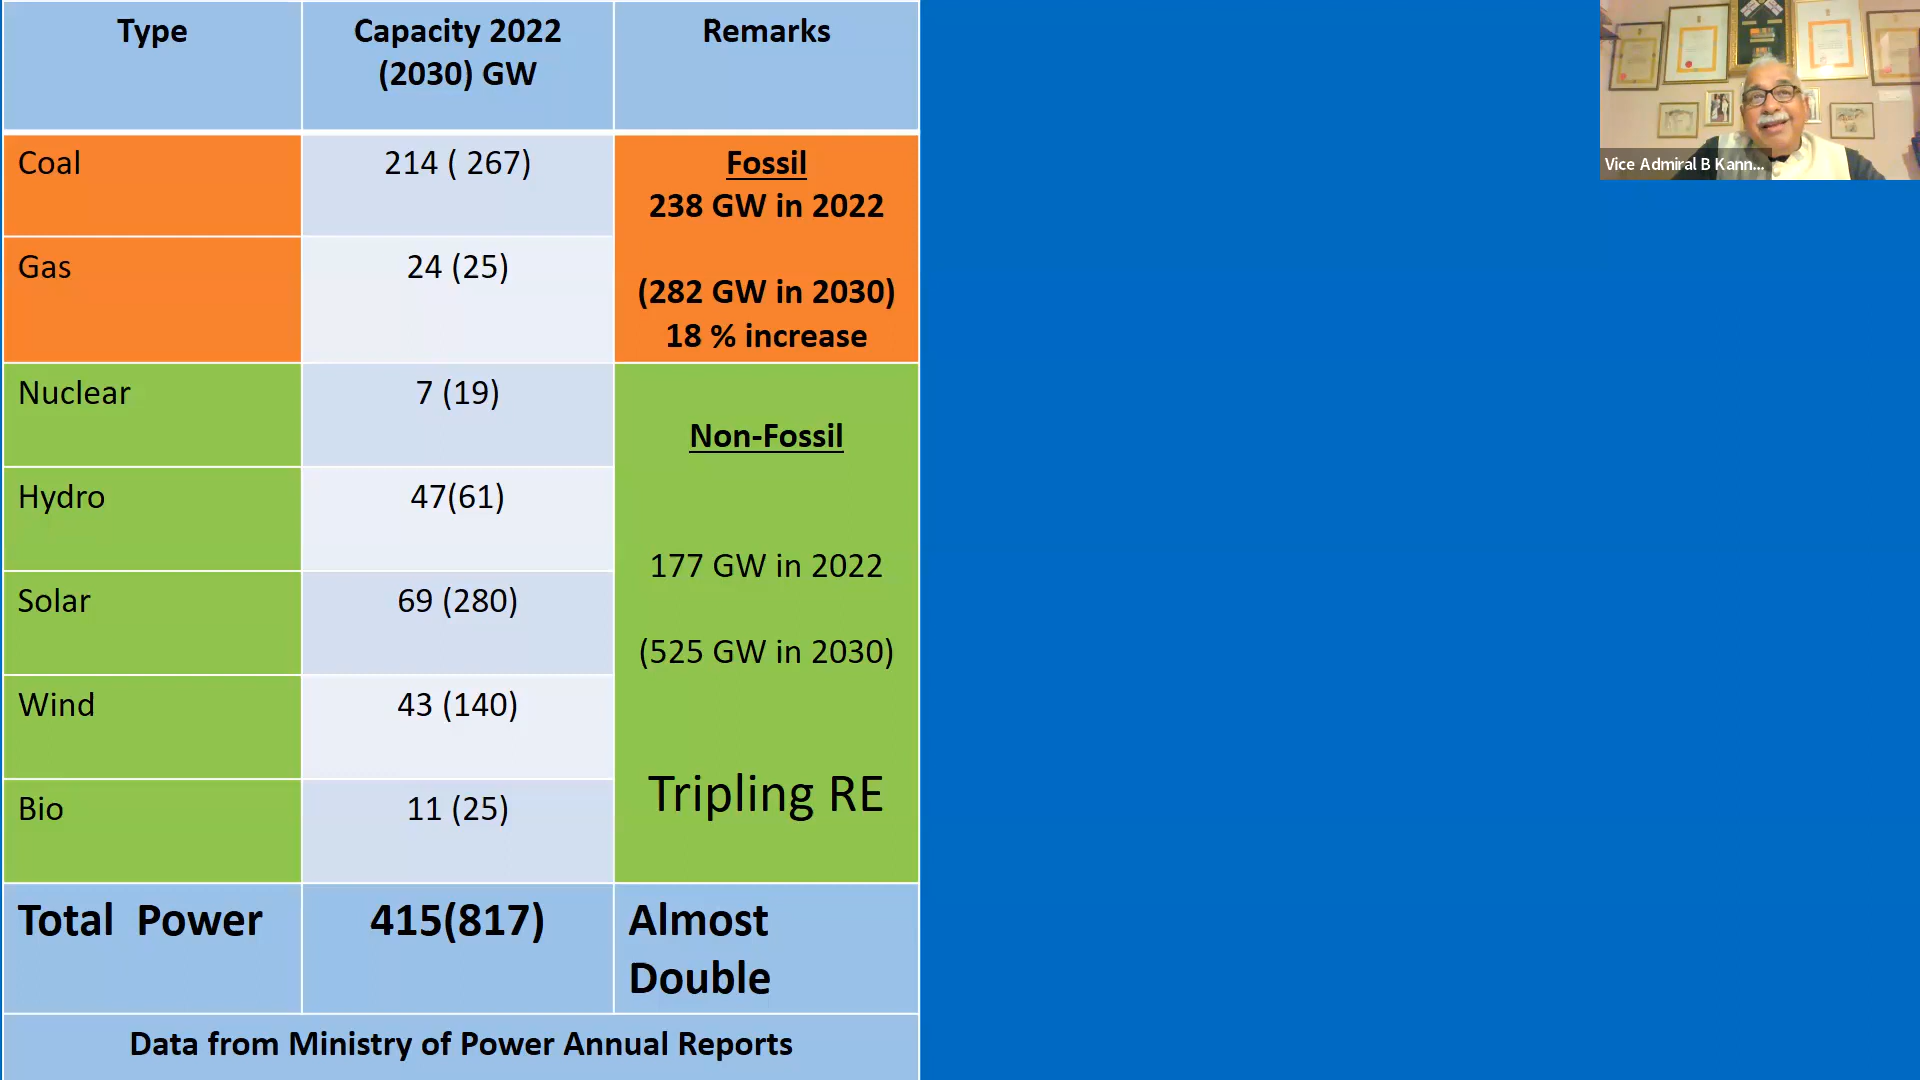 Type
Capacity 2022
(2030) GW
Remarks
Coal
214 ( 267)
Fossil
238 GW in 2022
Gas
24 (25)
(282 GW in 2030)
18 % increase
Nuclear
7 (19)
Non-Fossil
Hydro
47(61)
177 GW in 2022
Solar
69 (280)
(525 GW in 2030)
Wind
43 (140)
Tripling RE
Bio
11 (25)
Total Power
415(817)
Almost
Double
Data from Ministry of Power Annual Reports
Vice Admiral B Kann...